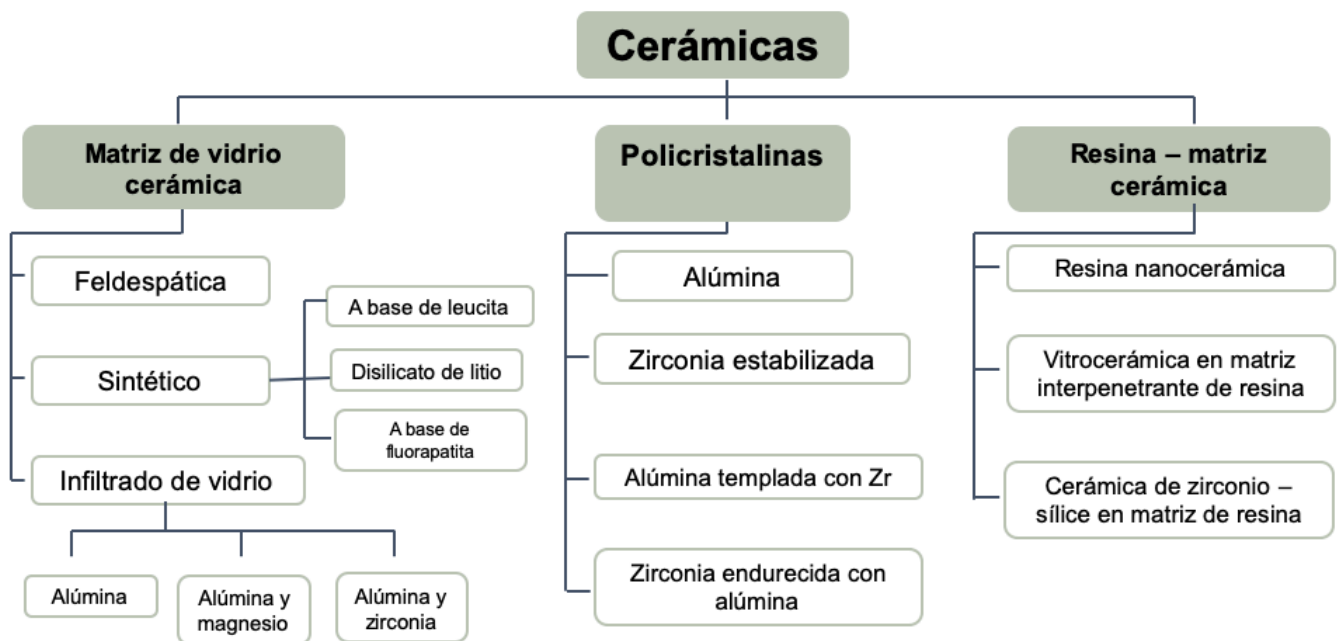 Cerámicas
Matriz de vidrio
cerámica
Feldespática
Sintético
A base de leucita
Disilicato de litio
A base de
fluorapatita
Infiltrado de vidrio
Alúmina
Alúmina y
magnesio
Alúmina y
zirconia
Policristalinas
Alúmina
Zirconia estabilizada
Alúmina templada con Zr
Zirconia endurecida con
alúmina
Resina – matriz
cerámica
Resina nanocerámica
Vitrocerámica en matriz
interpenetrante de resina
Cerámica de zirconio –
sílice en matriz de resina